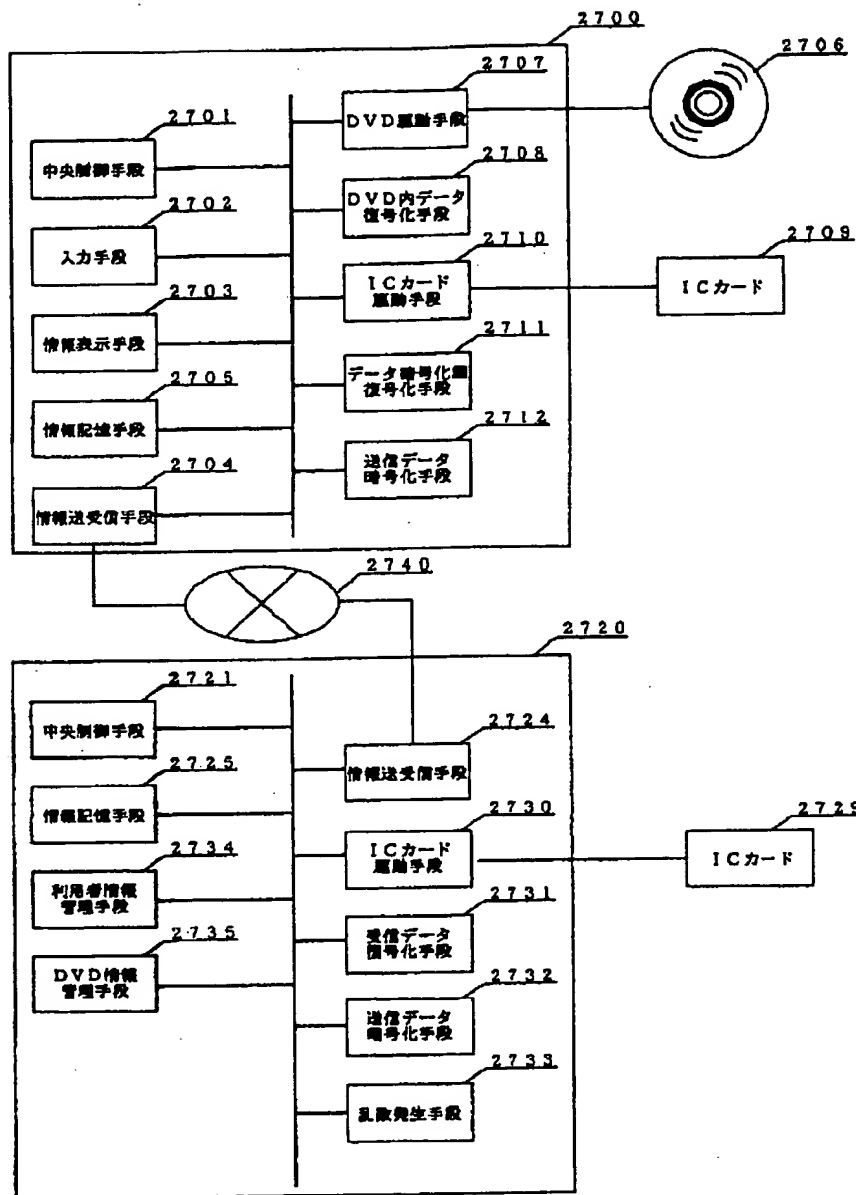 2700
2707
2706
2701
DVD駆動手段
中央制御手段
2708
2702
DVD内データ
復号化手段
2710
2709
入力手段
ICカード
駆動手段
ICカード
2703
情報表示手段
2711
2705
データ暗号化鍵
復号化手段
情報記憶手段
2712
2704
送信データ
暗号化手段
情報送受信手段
2740
2720
2721
中央制御手段
2724
2725
情報送受信手段
情報記憶手段
2730
2729
2734
ICカード
駆動手段
ICカード
利用者情報
管理手段
2731
2735
受信データ
復号化手段
DVD情報
管理手段
2732
送信データ
暗号化手段
2733
乱数発生手段